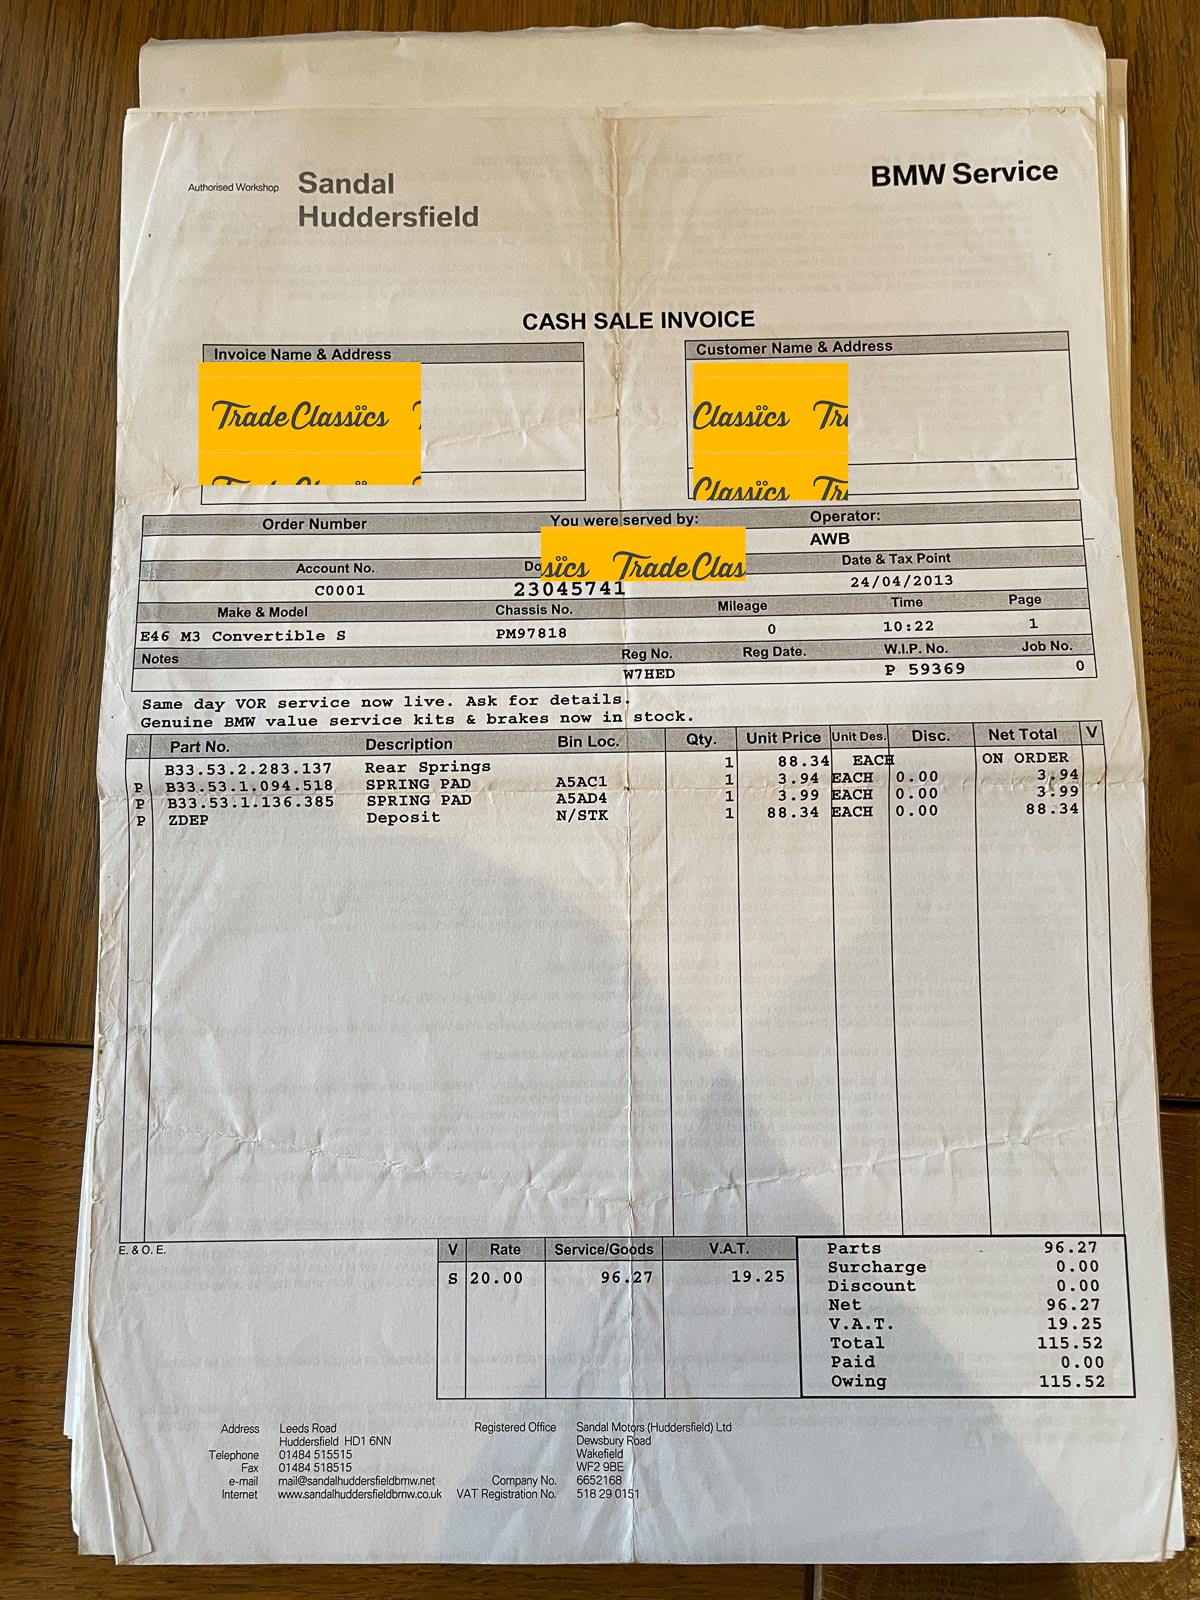 Authorised Workshop Sandal
Huddersfield
BMW Service
CASH SALE INVOICE
Invoice Name & Address
Customer Name & Address
TradeClassïcs
Classïcs
Classïcs
Order Number You were served by: Operator:
AWB
sïcs TradeClas
Account No. Do Date & Tax Point
C0001 23045741 24/04/2013
Make & Model Chassis No. Mileage Time Page
E46 M3 Convertible S PM97818 0 10:22 1
Notes Reg No. Reg Date. W.I.P. No. Job No.
W7HED P 59369 0
Same day VOR service now live. Ask for details.
Genuine BMW value service kits & brakes now in stock.
Part No. Description Bin Loc. Qty. Unit Price Unit Des. Disc. Net Total V
B33.53.2.283.137 Rear Springs 1 88.34 EACH ON ORDER
P B33.53.1.094.518 SPRING PAD A5AC1 1 3.94 EACH 0.00 3.94
P B33.53.1.136.385 SPRING PAD A5AD4 1 3.99 EACH 0.00 3.99
P ZDEP Deposit N/STK 1 88.34 EACH 0.00 88.34
E. & O. E.
V Rate Service/Goods V.A.T.
S 20.00 96.27 19.25
Parts 96.27
Surcharge 0.00
Discount 0.00
Net 96.27
V.A.T. 19.25
Total 115.52
Paid 0.00
Owing 115.52
Address Leeds Road
Huddersfield HD1 6NN
Telephone 01484 515515
Fax 01484 518515
e-mail mail@sandalhuddersfieldbmw.net
Internet www.sandalhuddersfieldbmw.co.uk
Registered Office Sandal Motors (Huddersfield) Ltd
Dewsbury Road
Wakefield
WF2 9BE
Company No. 6652168
VAT Registration No. 518 29 0151